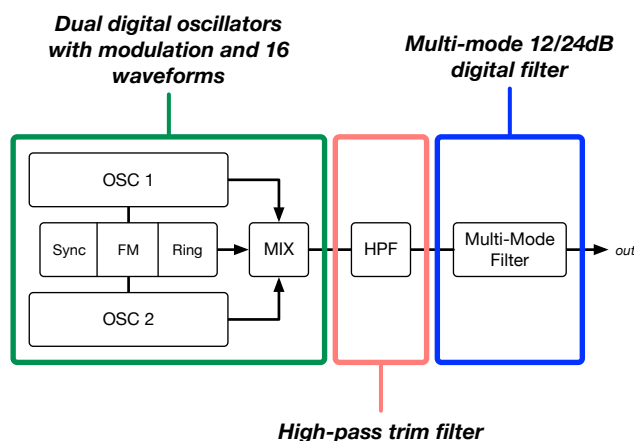 Dual digital oscillators
with modulation and 16
waveforms
Multi-mode 12/24dB
digital filter
OSC 1
Sync
FM
Ring
MIX
HPF
Multi-Mode
Filter
out
OSC 2
High-pass trim filter